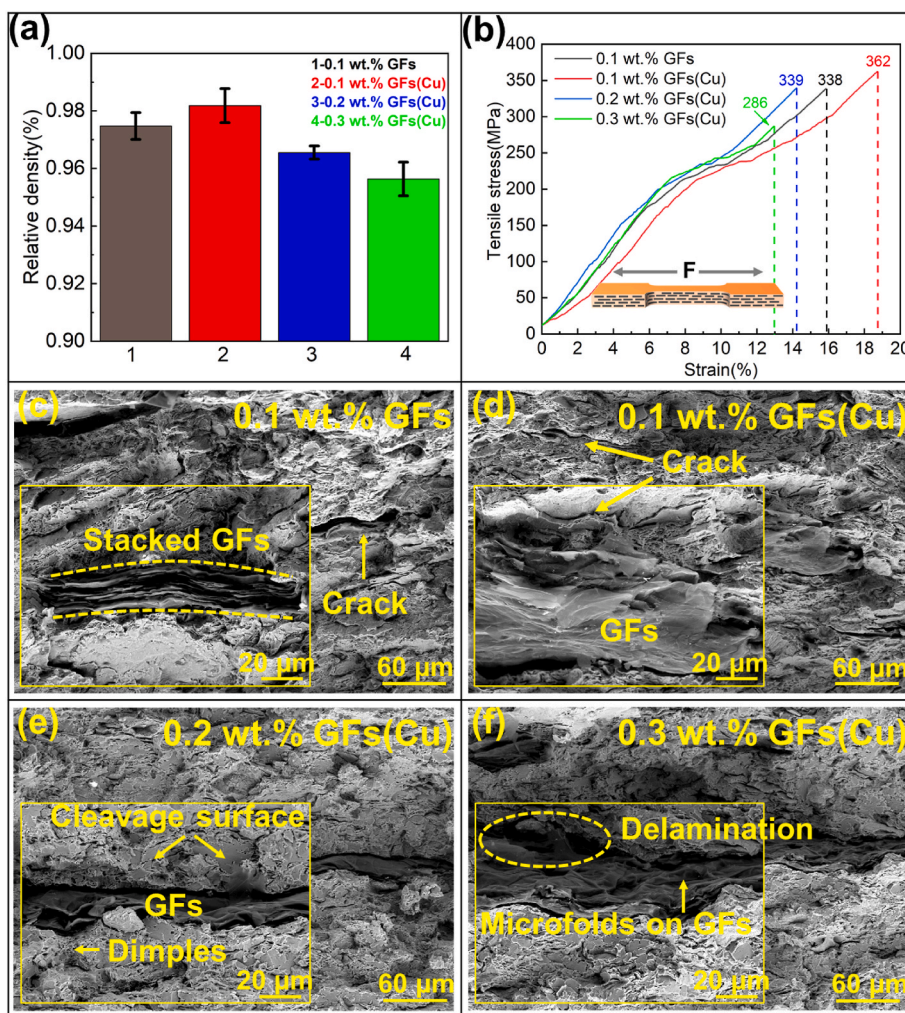 (a)
1.00
0.98
0.96
0.94
0.92
0.90
Relative density(%)
1-0.1 wt.% GFs
2-0.1 wt.% GFs(Cu)
3-0.2 wt.% GFs(Cu)
4-0.3 wt.% GFs(Cu)
1 2 3 4
(b)
400
350
300
250
200
150
100
50
0
Tensile stress(MPa)
0.1 wt.% GFs
0.1 wt.% GFs(Cu)
0.2 wt.% GFs(Cu)
0.3 wt.% GFs(Cu)
286
339
338
362
F
0 2 4 6 8 10 12 14 16 18 20
Strain(%)
(c)
0.1 wt.% GFs
Stacked GFs
Crack
20 μm
60 μm
(d)
0.1 wt.% GFs(Cu)
Crack
GFs
20 μm
60 μm
(e)
0.2 wt.% GFs(Cu)
Cleavage surface
GFs
Dimples
20 μm
60 μm
(f)
0.3 wt.% GFs(Cu)
Delamination
Microfolds on GFs
20 μm
60 μm